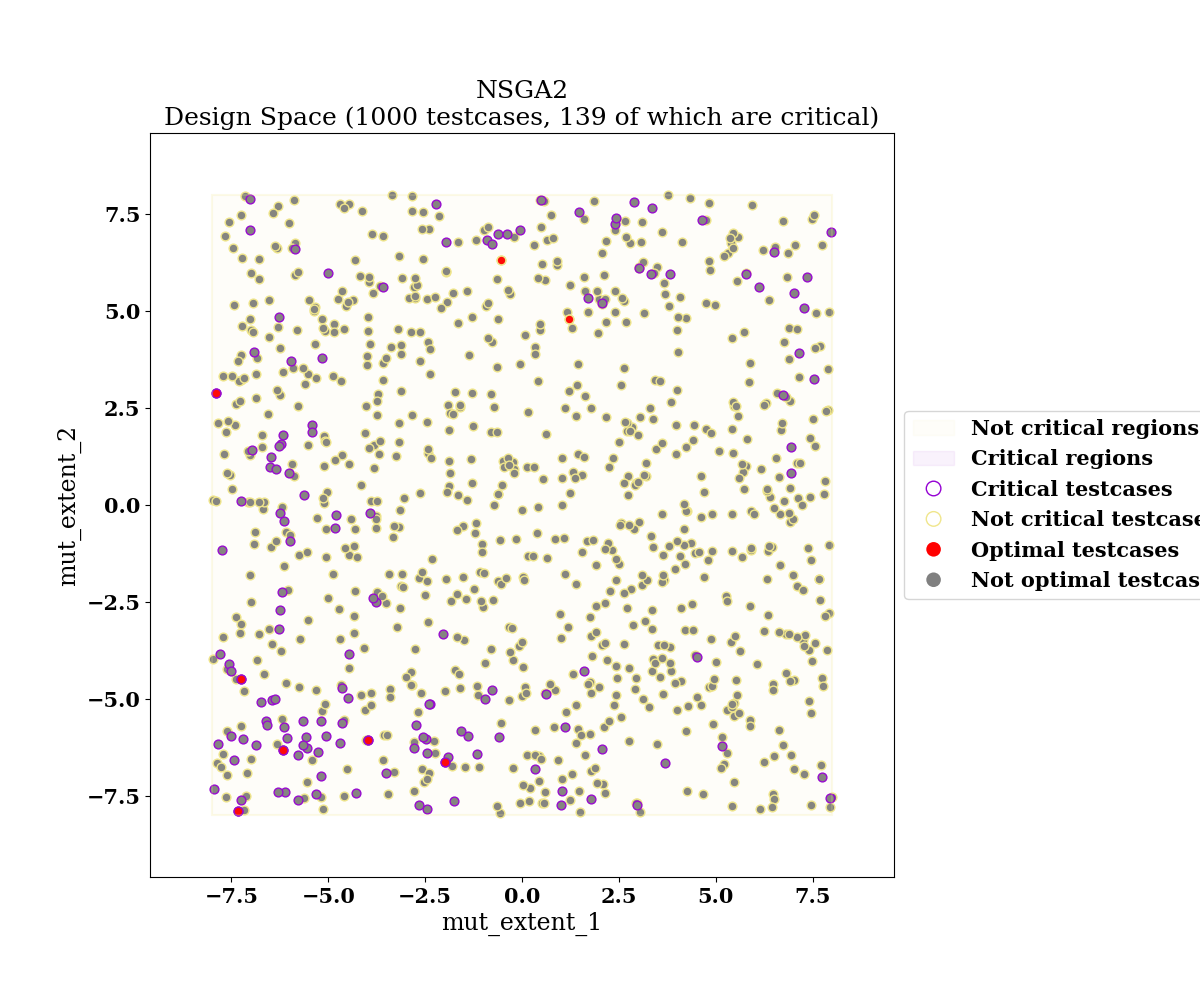 NSGA2
Design Space (1000 testcases, 139 of which are critical)
mut_extent_2
7.5
5.0
2.5
0.0
−2.5
−5.0
−7.5
−7.5 −5.0 −2.5 0.0 2.5 5.0 7.5
mut_extent_1
Not critical regions
Critical regions
Critical testcases
Not critical testcase
Optimal testcases
Not optimal testcas